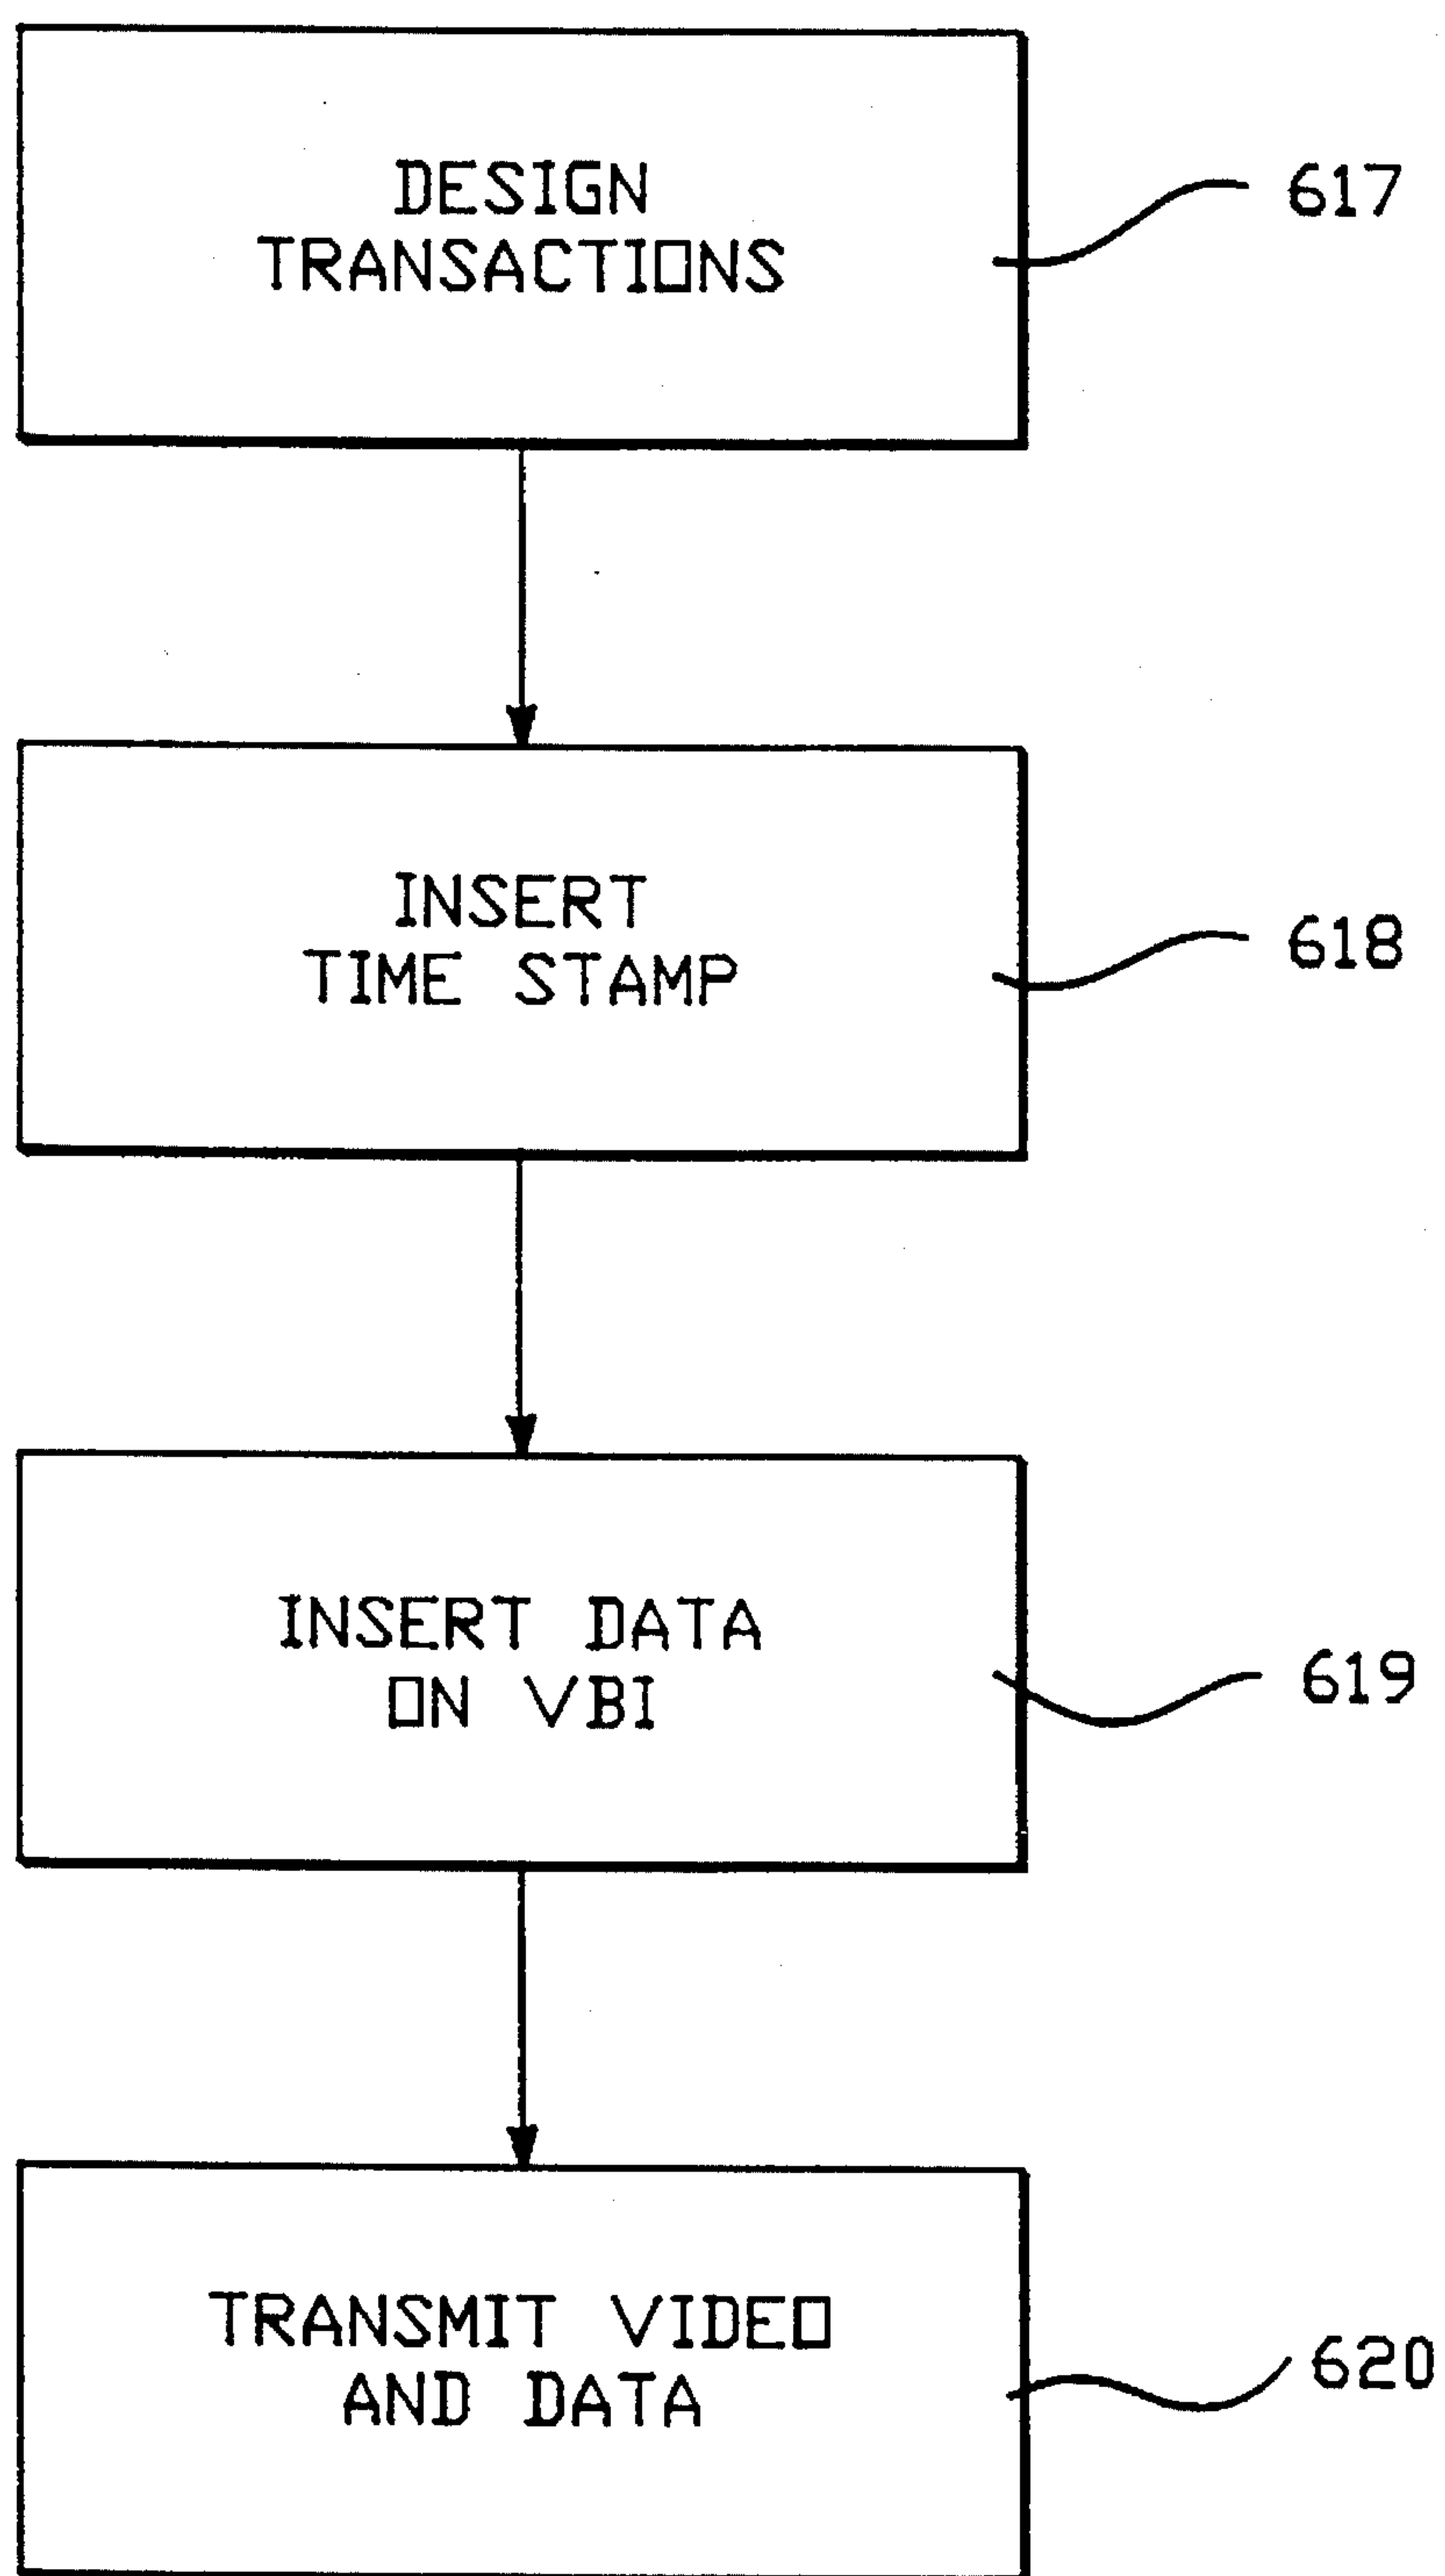 DESIGN
TRANSACTIONS
617
INSERT
TIME STAMP
618
INSERT DATA
ON VBI
619
TRANSMIT VIDEO
AND DATA
620